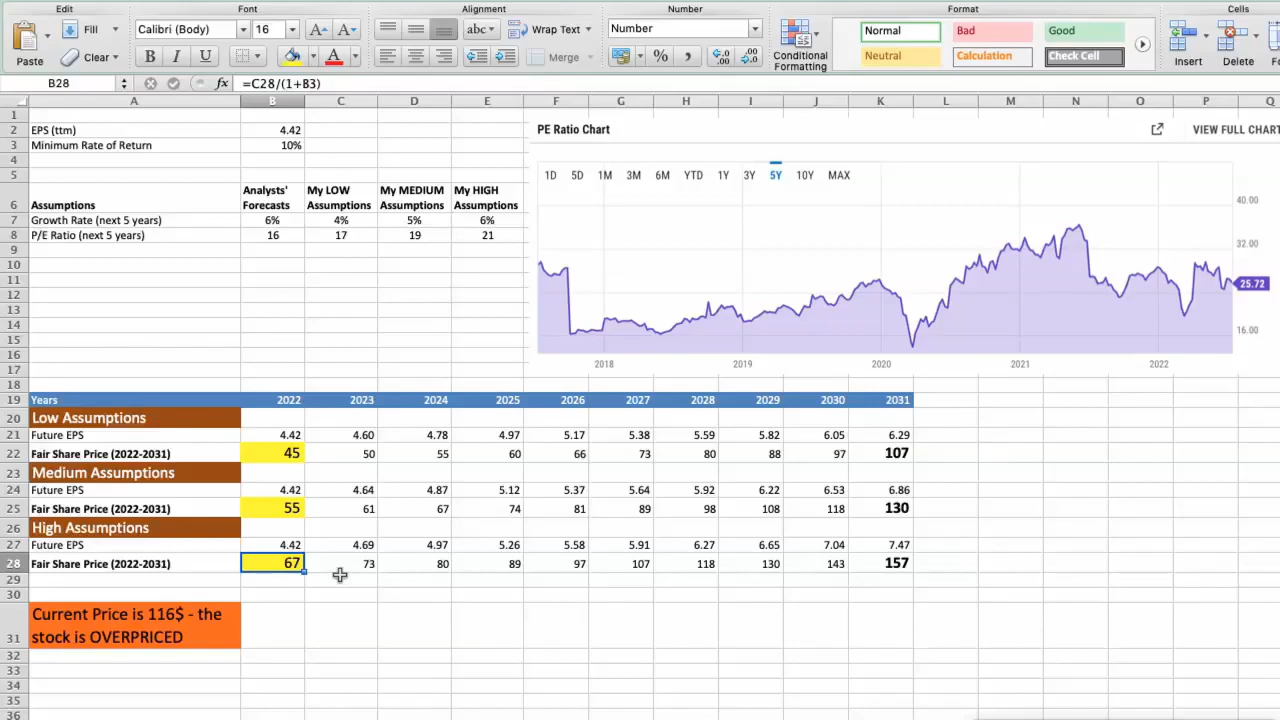 Edit Font Alignment Number Format Cells
Fill Calibri (Body) 16 A A abc Wrap Text Number Normal Bad Good
Paste Clear B I U A Merge % , .0 .00 .00 .0 Conditional Formatting Neutral Calculation Check Cell Insert Delete
B28 fx =C28/(1+B3)
A B C D E F G H I J K L M N O P Q
1
2 EPS (ttm) 4.42 PE Ratio Chart VIEW FULL CHART
3 Minimum Rate of Return 10%
4
5 1D 5D 1M 3M 6M YTD 1Y 3Y 5Y 10Y MAX
6 Assumptions Analysts' Forecasts My LOW Assumptions My MEDIUM Assumptions My HIGH Assumptions 40.00
7 Growth Rate (next 5 years) 6% 4% 5% 6%
8 P/E Ratio (next 5 years) 16 17 19 21 32.00
9
10
11 25.72
12
13
14 16.00
15
16
17 2018 2019 2020 2021 2022
18
19 Years 2022 2023 2024 2025 2026 2027 2028 2029 2030 2031
20 Low Assumptions
21 Future EPS 4.42 4.60 4.78 4.97 5.17 5.38 5.59 5.82 6.05 6.29
22 Fair Share Price (2022-2031) 45 50 55 60 66 73 80 88 97 107
23 Medium Assumptions
24 Future EPS 4.42 4.64 4.87 5.12 5.37 5.64 5.92 6.22 6.53 6.86
25 Fair Share Price (2022-2031) 55 61 67 74 81 89 98 108 118 130
26 High Assumptions
27 Future EPS 4.42 4.69 4.97 5.26 5.58 5.91 6.27 6.65 7.04 7.47
28 Fair Share Price (2022-2031) 67 73 80 89 97 107 118 130 143 157
29
30
31 Current Price is 116$ - the
stock is OVERPRICED
32
33
34
35
36